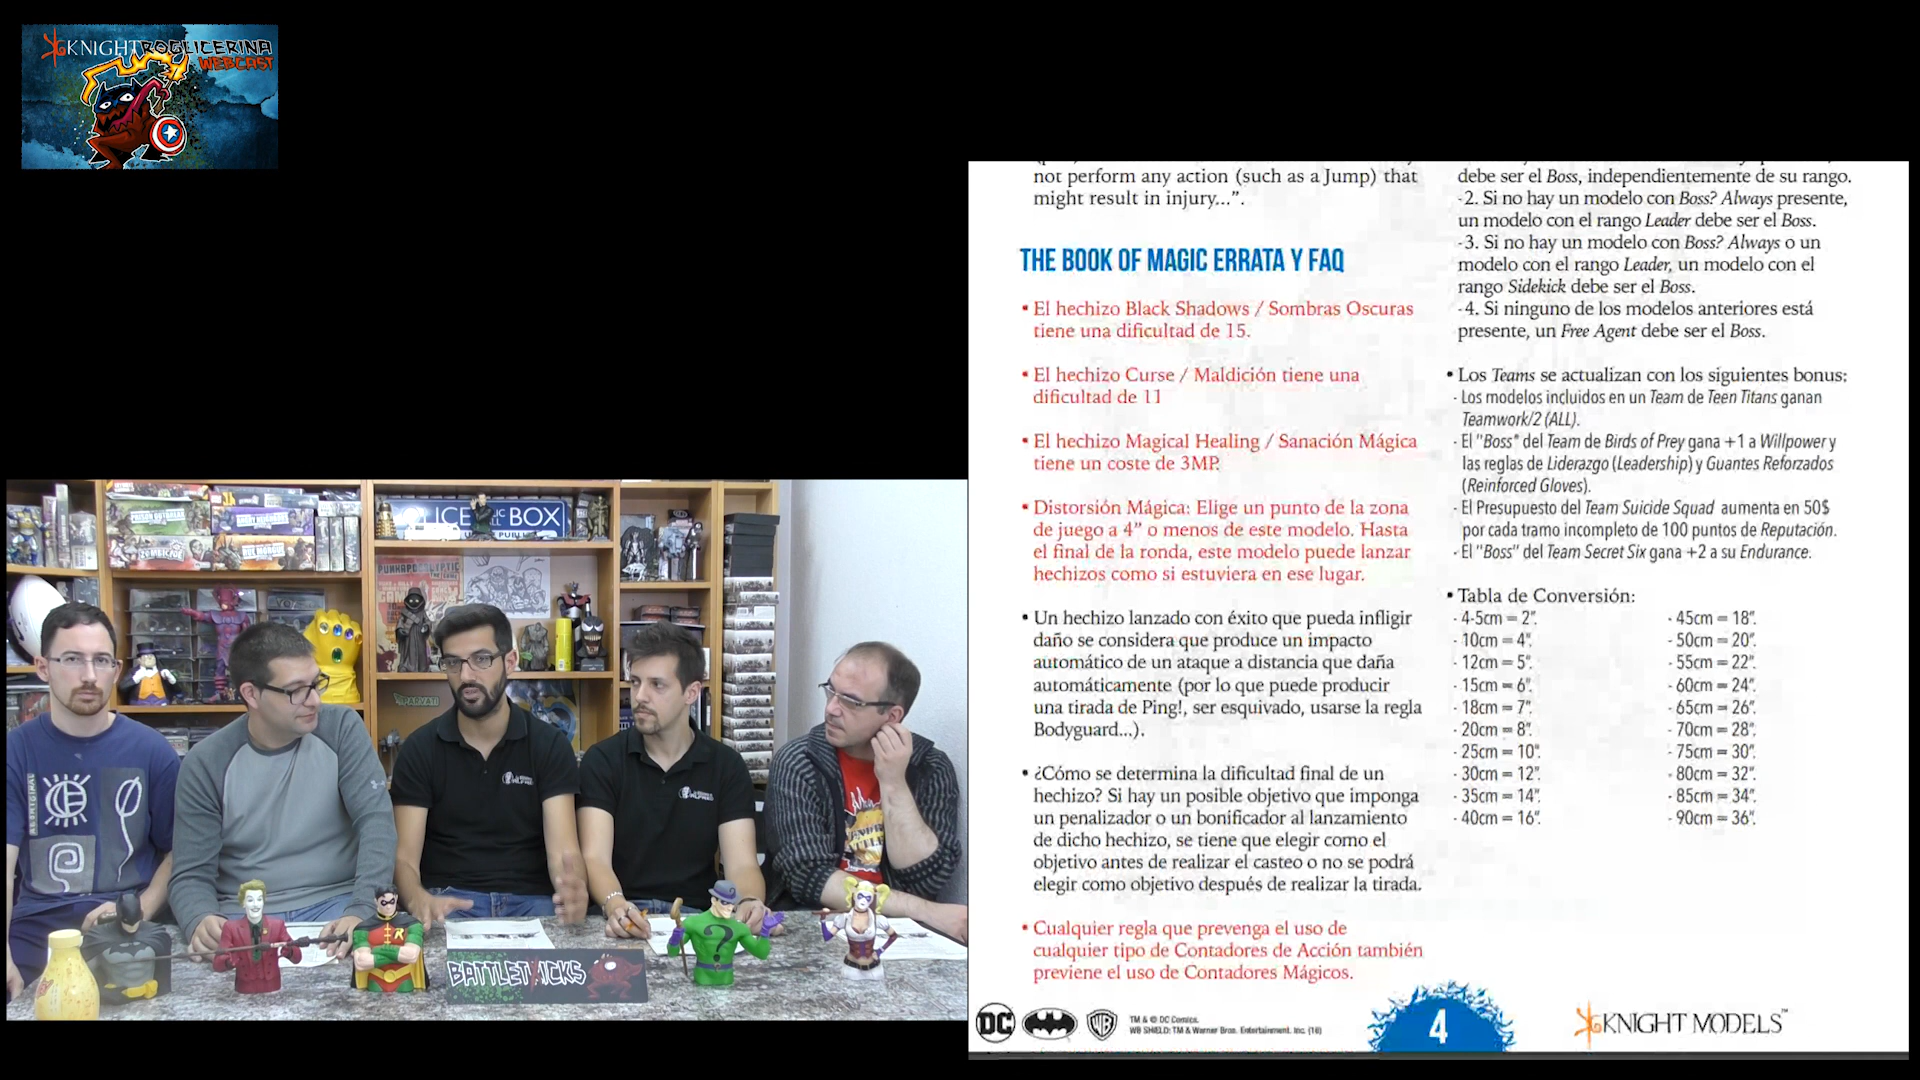 KNIGHTROGLICERINA
WEBCAST
not perform any action (such as a Jump) that
might result in injury...”.
THE BOOK OF MAGIC ERRATA Y FAQ
• El hechizo Black Shadows / Sombras Oscuras
tiene una dificultad de 15.
• El hechizo Curse / Maldición tiene una
dificultad de 11
• El hechizo Magical Healing / Sanación Mágica
tiene un coste de 3MP.
• Distorsión Mágica: Elige un punto de la zona
de juego a 4” o menos de este modelo. Hasta
el final de la ronda, este modelo puede lanzar
hechizos como si estuviera en ese lugar.
• Un hechizo lanzado con éxito que pueda infligir
daño se considera que produce un impacto
automático de un ataque a distancia que daña
automáticamente (por lo que puede producir
una tirada de Ping!, ser esquivado, usarse la regla
Bodyguard...).
• ¿Cómo se determina la dificultad final de un
hechizo? Si hay un posible objetivo que imponga
un penalizador o un bonificador al lanzamiento
de dicho hechizo, se tiene que elegir como el
objetivo antes de realizar el casteo o no se podrá
elegir como objetivo después de realizar la tirada.
• Cualquier regla que prevenga el uso de
cualquier tipo de Contadores de Acción también
previene el uso de Contadores Mágicos.
debe ser el Boss, independientemente de su rango.
-2. Si no hay un modelo con Boss? Always presente,
un modelo con el rango Leader debe ser el Boss.
-3. Si no hay un modelo con Boss? Always o un
modelo con el rango Leader, un modelo con el
rango Sidekick debe ser el Boss.
-4. Si ninguno de los modelos anteriores está
presente, un Free Agent debe ser el Boss.
• Los Teams se actualizan con los siguientes bonus:
- Los modelos incluidos en un Team de Teen Titans ganan
Teamwork/2 (ALL).
- El "Boss" del Team de Birds of Prey gana +1 a Willpower y
las reglas de Liderazgo (Leadership) y Guantes Reforzados
(Reinforced Gloves).
- El Presupuesto del Team Suicide Squad aumenta en 50$
por cada tramo incompleto de 100 puntos de Reputación.
- El "Boss" del Team Secret Six gana +2 a su Endurance.
• Tabla de Conversión:
- 4-5cm = 2".
- 10cm = 4".
- 12cm = 5".
- 15cm = 6".
- 18cm = 7".
- 20cm = 8".
- 25cm = 10".
- 30cm = 12".
- 35cm = 14".
- 40cm = 16".
- 45cm = 18".
- 50cm = 20".
- 55cm = 22".
- 60cm = 24".
- 65cm = 26".
- 70cm = 28".
- 75cm = 30".
- 80cm = 32".
- 85cm = 34".
- 90cm = 36".
DC
WB
TM & © DC Comics.
WB SHIELD: TM & Warner Bros. Entertainment. Inc. (16)
4
KNIGHT MODELS™
BOX
PUNKAPOCALYPTIC
PARVATI
ABORIGINAL
R
?
BATTLETRICKS